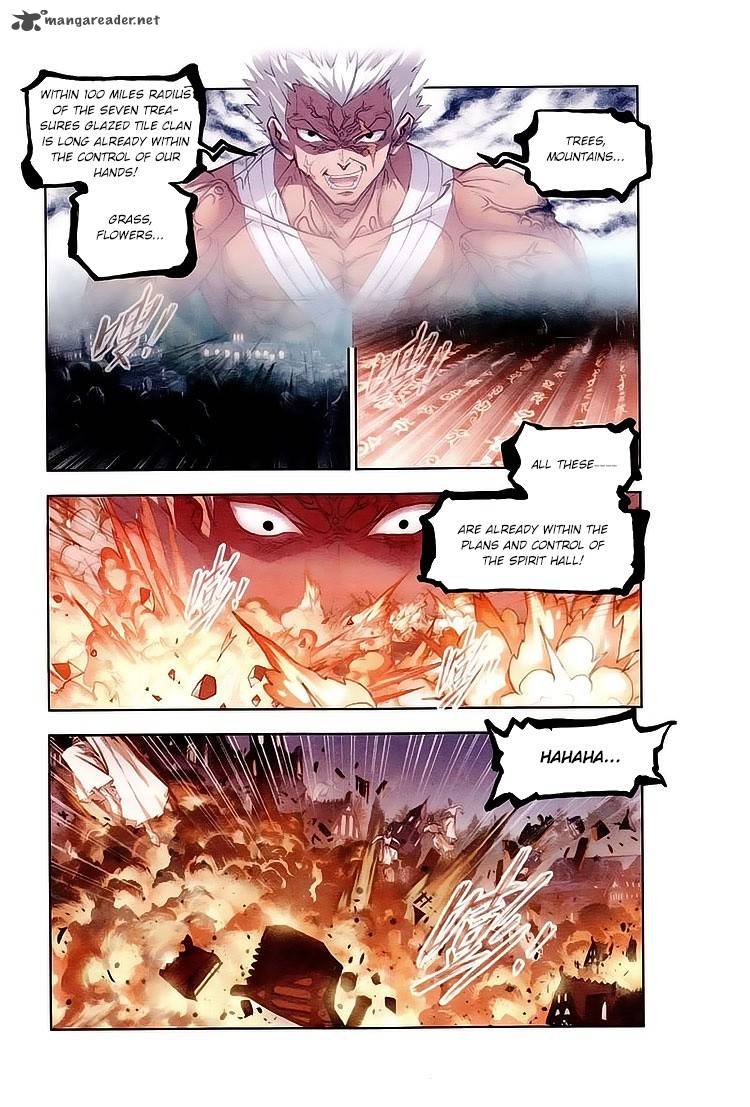 mangareader.net
WITHIN 100 MILES RADIUS
OF THE SEVEN TREA-
SURES GLAZED TILE CLAN
IS LONG ALREADY WITHIN
THE CONTROL OF OUR
HANDS!
GRASS,
FLOWERS...
TREES,
MOUNTAINS...
ALL THESE----
ARE ALREADY WITHIN THE
PLANS AND CONTROL OF
THE SPIRIT HALL!
HAHAHA...